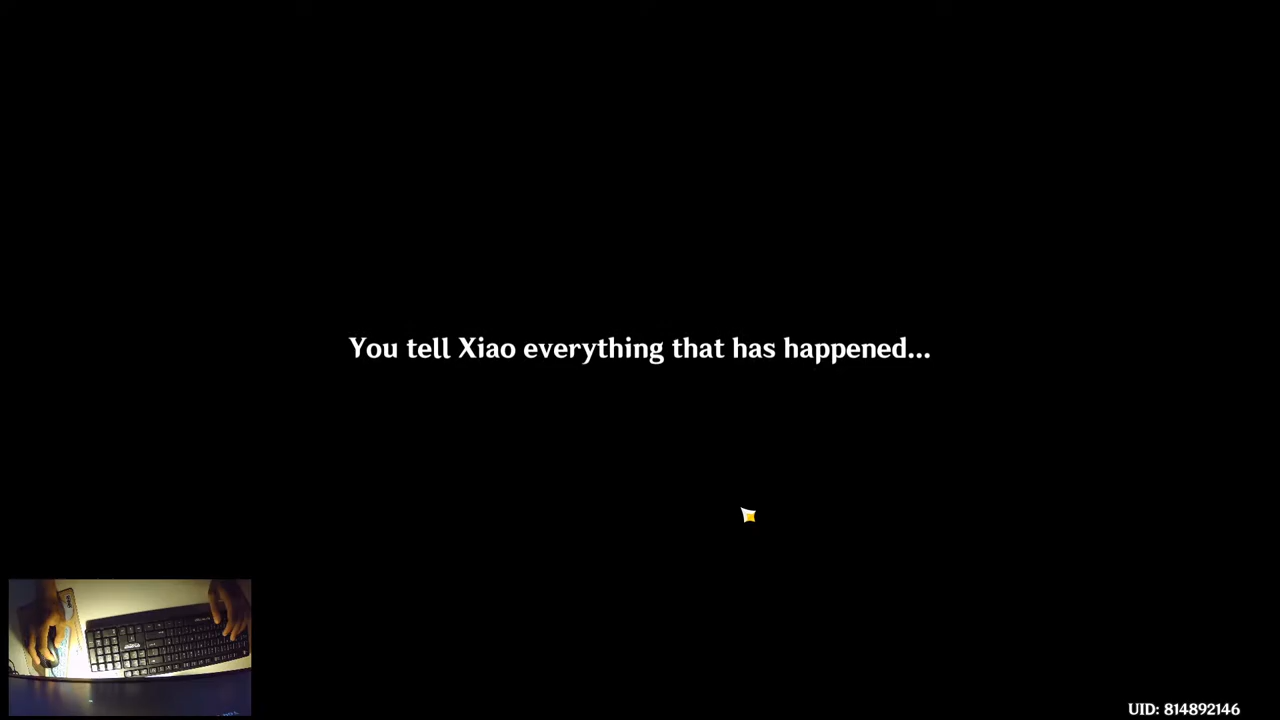 You tell Xiao everything that has happened...
UID: 814892146